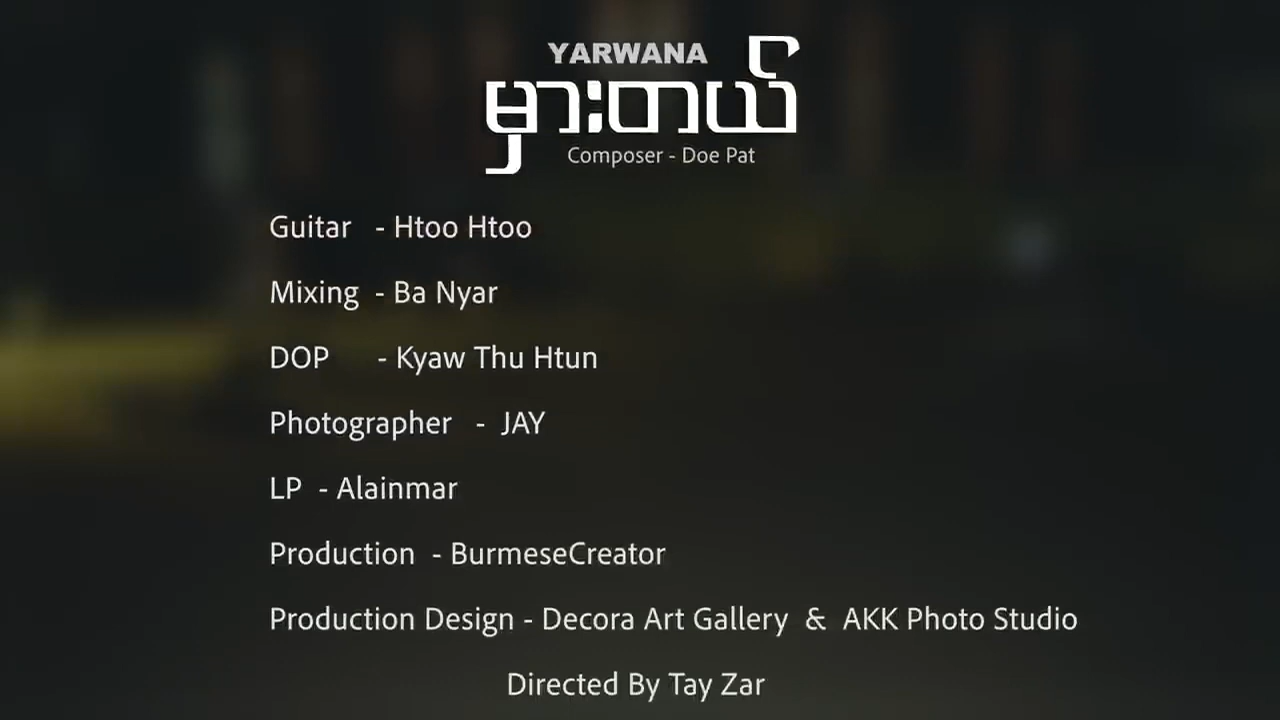 YARWANA
မှားတယ်
Composer - Doe Pat
Guitar - Htoo Htoo
Mixing - Ba Nyar
DOP - Kyaw Thu Htun
Photographer - JAY
LP - Alainmar
Production - BurmeseCreator
Production Design - Decora Art Gallery & AKK Photo Studio
Directed By Tay Zar